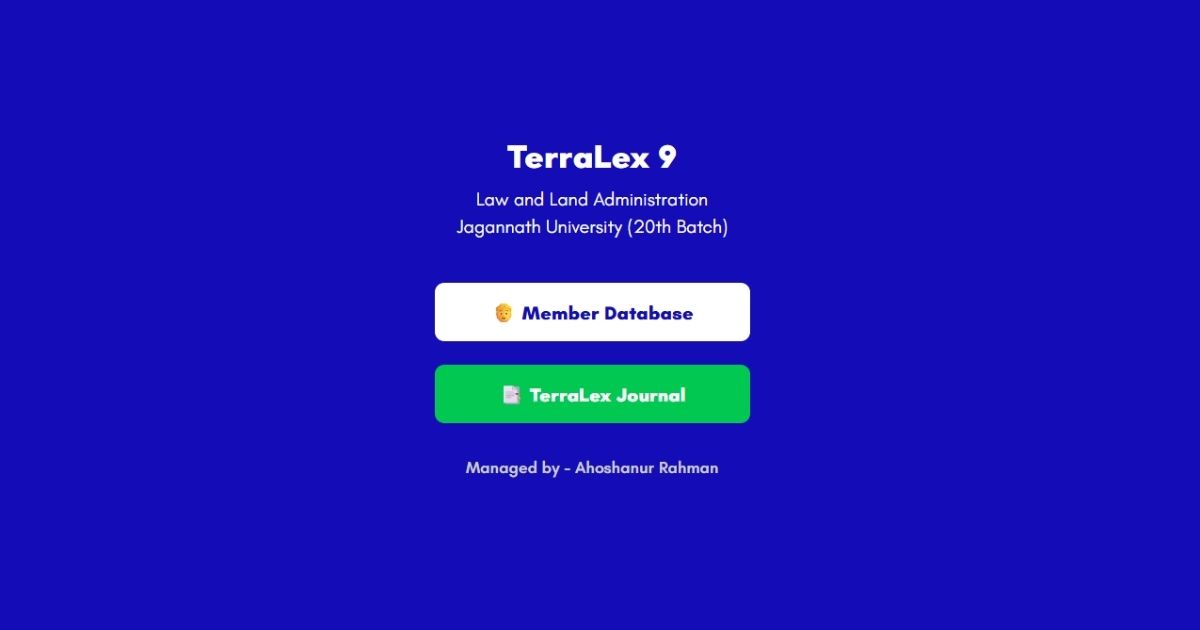 TerraLex 9
Law and Land Administration
Jagannath University (20th Batch)
Member Database
TerraLex Journal
Managed by - Ahoshanur Rahman